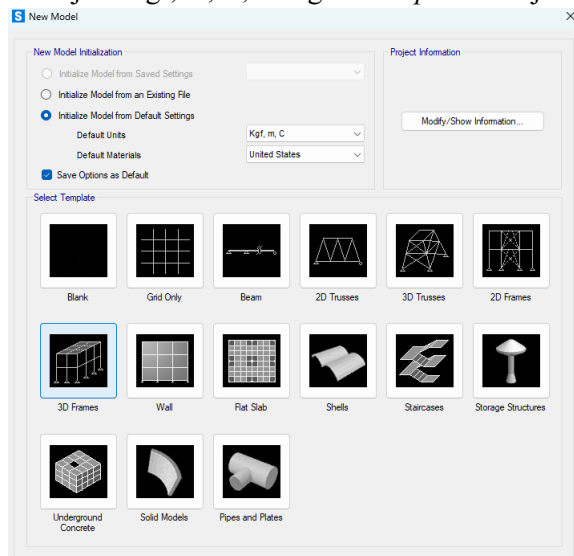 New Model
New Model Initialization
Initialize Model from Saved Settings
Initialize Model from an Existing File
Initialize Model from Default Settings
Default Units
Kgf, m, C
Default Materials
United States
Save Options as Default
Project Information
Modify/Show Information...
Select Template
Blank
Grid Only
Beam
2D Trusses
3D Trusses
2D Frames
3D Frames
Wall
Flat Slab
Shells
Staircases
Storage Structures
Underground
Concrete
Solid Models
Pipes and Plates